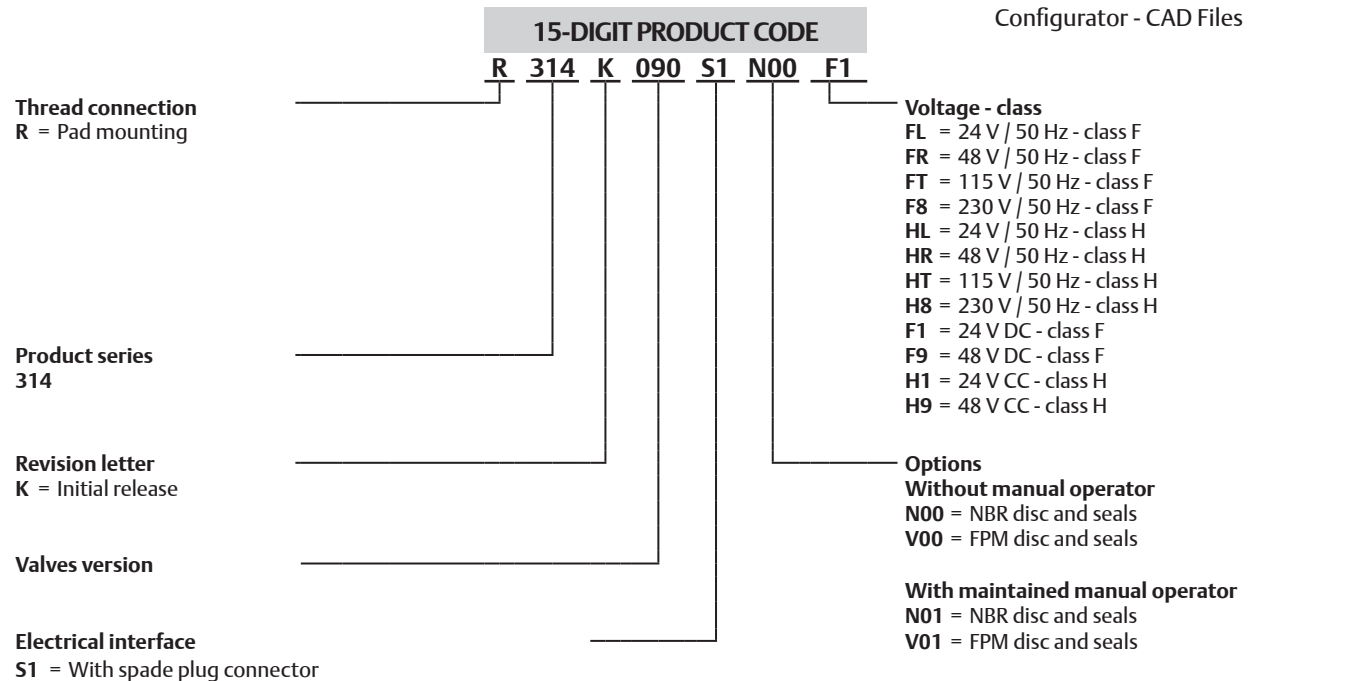 Configurator - CAD Files
15-DIGIT PRODUCT CODE
R 314 K 090 S1 N00 F1
Thread connection
R = Pad mounting
Product series
314
Revision letter
K = Initial release
Valves version
Electrical interface
S1 = With spade plug connector
Voltage - class
FL = 24 V / 50 Hz - class F
FR = 48 V / 50 Hz - class F
FT = 115 V / 50 Hz - class F
F8 = 230 V / 50 Hz - class F
HL = 24 V / 50 Hz - class H
HR = 48 V / 50 Hz - class H
HT = 115 V / 50 Hz - class H
H8 = 230 V / 50 Hz - class H
F1 = 24 V DC - class F
F9 = 48 V DC - class F
H1 = 24 V CC - class H
H9 = 48 V CC - class H
Options
Without manual operator
N00 = NBR disc and seals
V00 = FPM disc and seals
With maintained manual operator
N01 = NBR disc and seals
V01 = FPM disc and seals